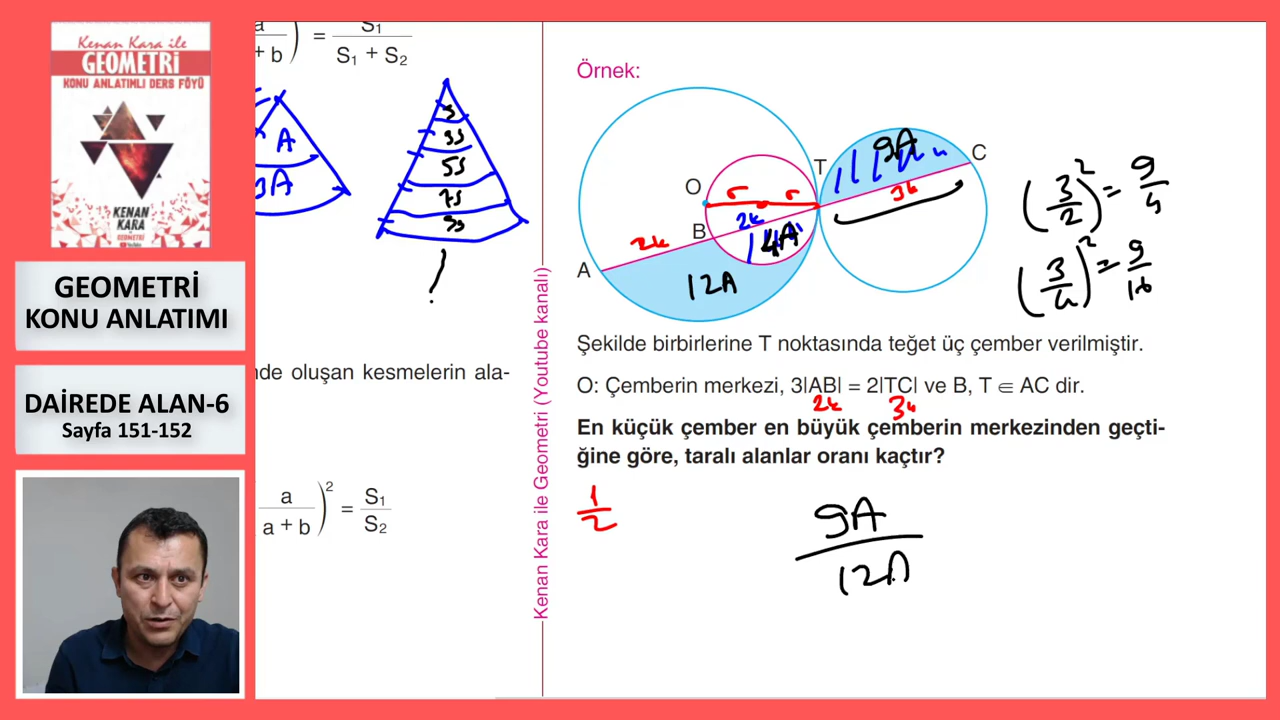 Kenan Kara ile
GEOMETRİ
KONU ANLATIMLI DERS FÖYÜ
KENAN
KARA
GEOMETRİ
KONU ANLATIMI
DAİREDE ALAN-6
Sayfa 151-152
a
+ b ) = S1
S1 + S2
A
3A
S
3S
5S
7S
9S
?
nde oluşan kesmelerin ala-
( a / a + b )² = S1 / S2
Kenan Kara ile Geometri (Youtube kanalı)
Örnek:
O
T
C
B
A
r r
2k
2k
3k
9A
4A
12A
(3/2)² = 9/4
(3/4)² = 9/16
Şekilde birbirlerine T noktasında teğet üç çember verilmiştir.
O: Çemberin merkezi, 3|AB| = 2|TC| ve B, T ∈ AC dir.
2k 3k
En küçük çember en büyük çemberin merkezinden geçti-
ğine göre, taralı alanlar oranı kaçtır?
1/2
9A
12A